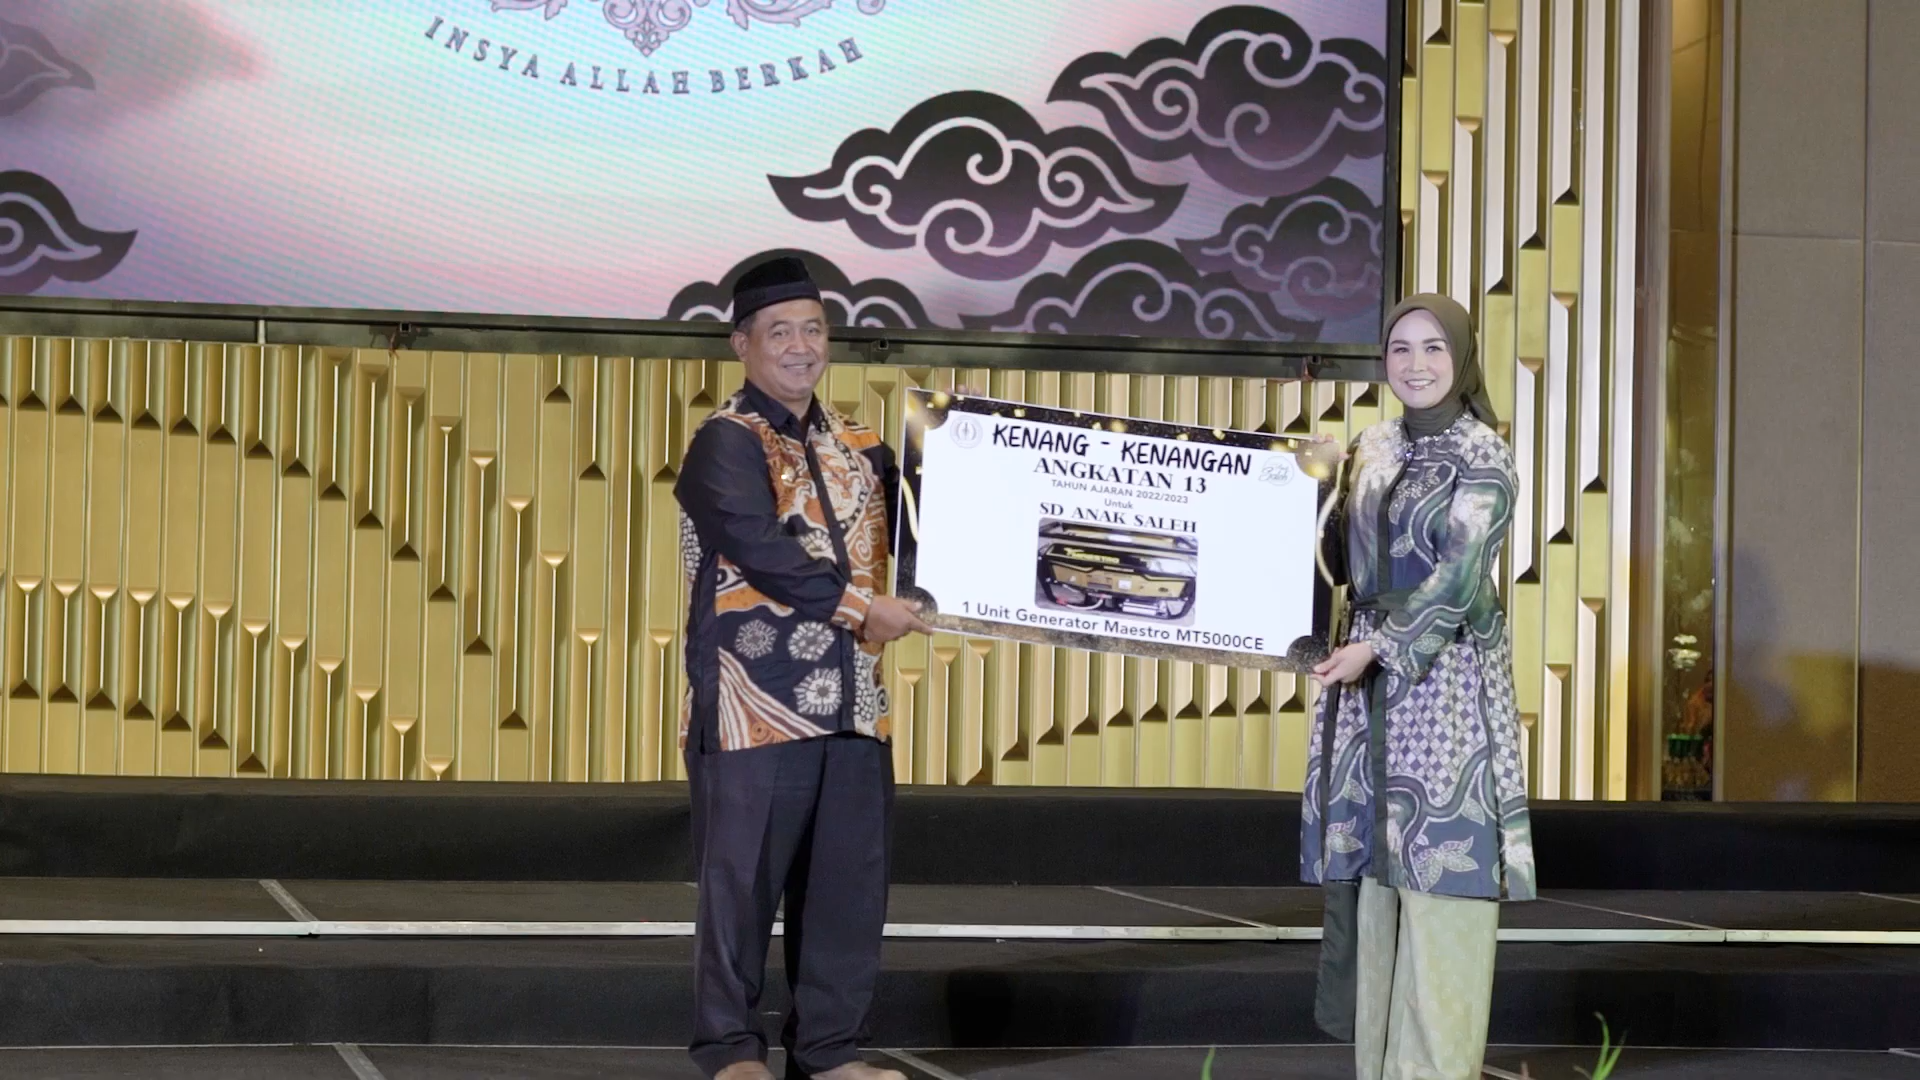 INSYA ALLAH BERKAH
KENANG - KENANGAN
ANGKATAN 13
TAHUN AJARAN 2022/2023
Untuk
SD ANAK SALEH
1 Unit Generator Maestro MT5000CE